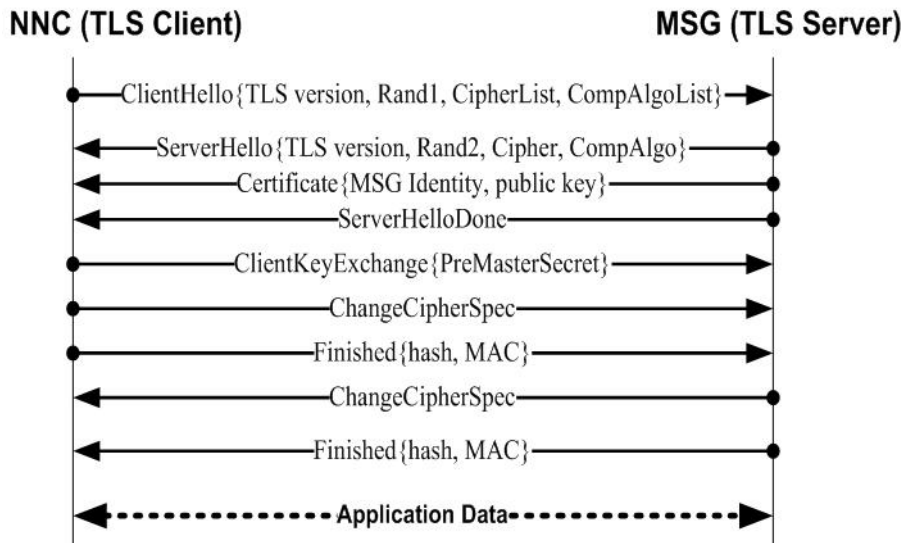 NNC (TLS Client)
MSG (TLS Server)
ClientHello{TLS version, Rand1, CipherList, CompAlgoList}
ServerHello{TLS version, Rand2, Cipher, CompAlgo}
Certificate{MSG Identity, public key}
ServerHelloDone
ClientKeyExchange{PreMasterSecret}
ChangeCipherSpec
Finished{hash, MAC}
ChangeCipherSpec
Finished{hash, MAC}
Application Data